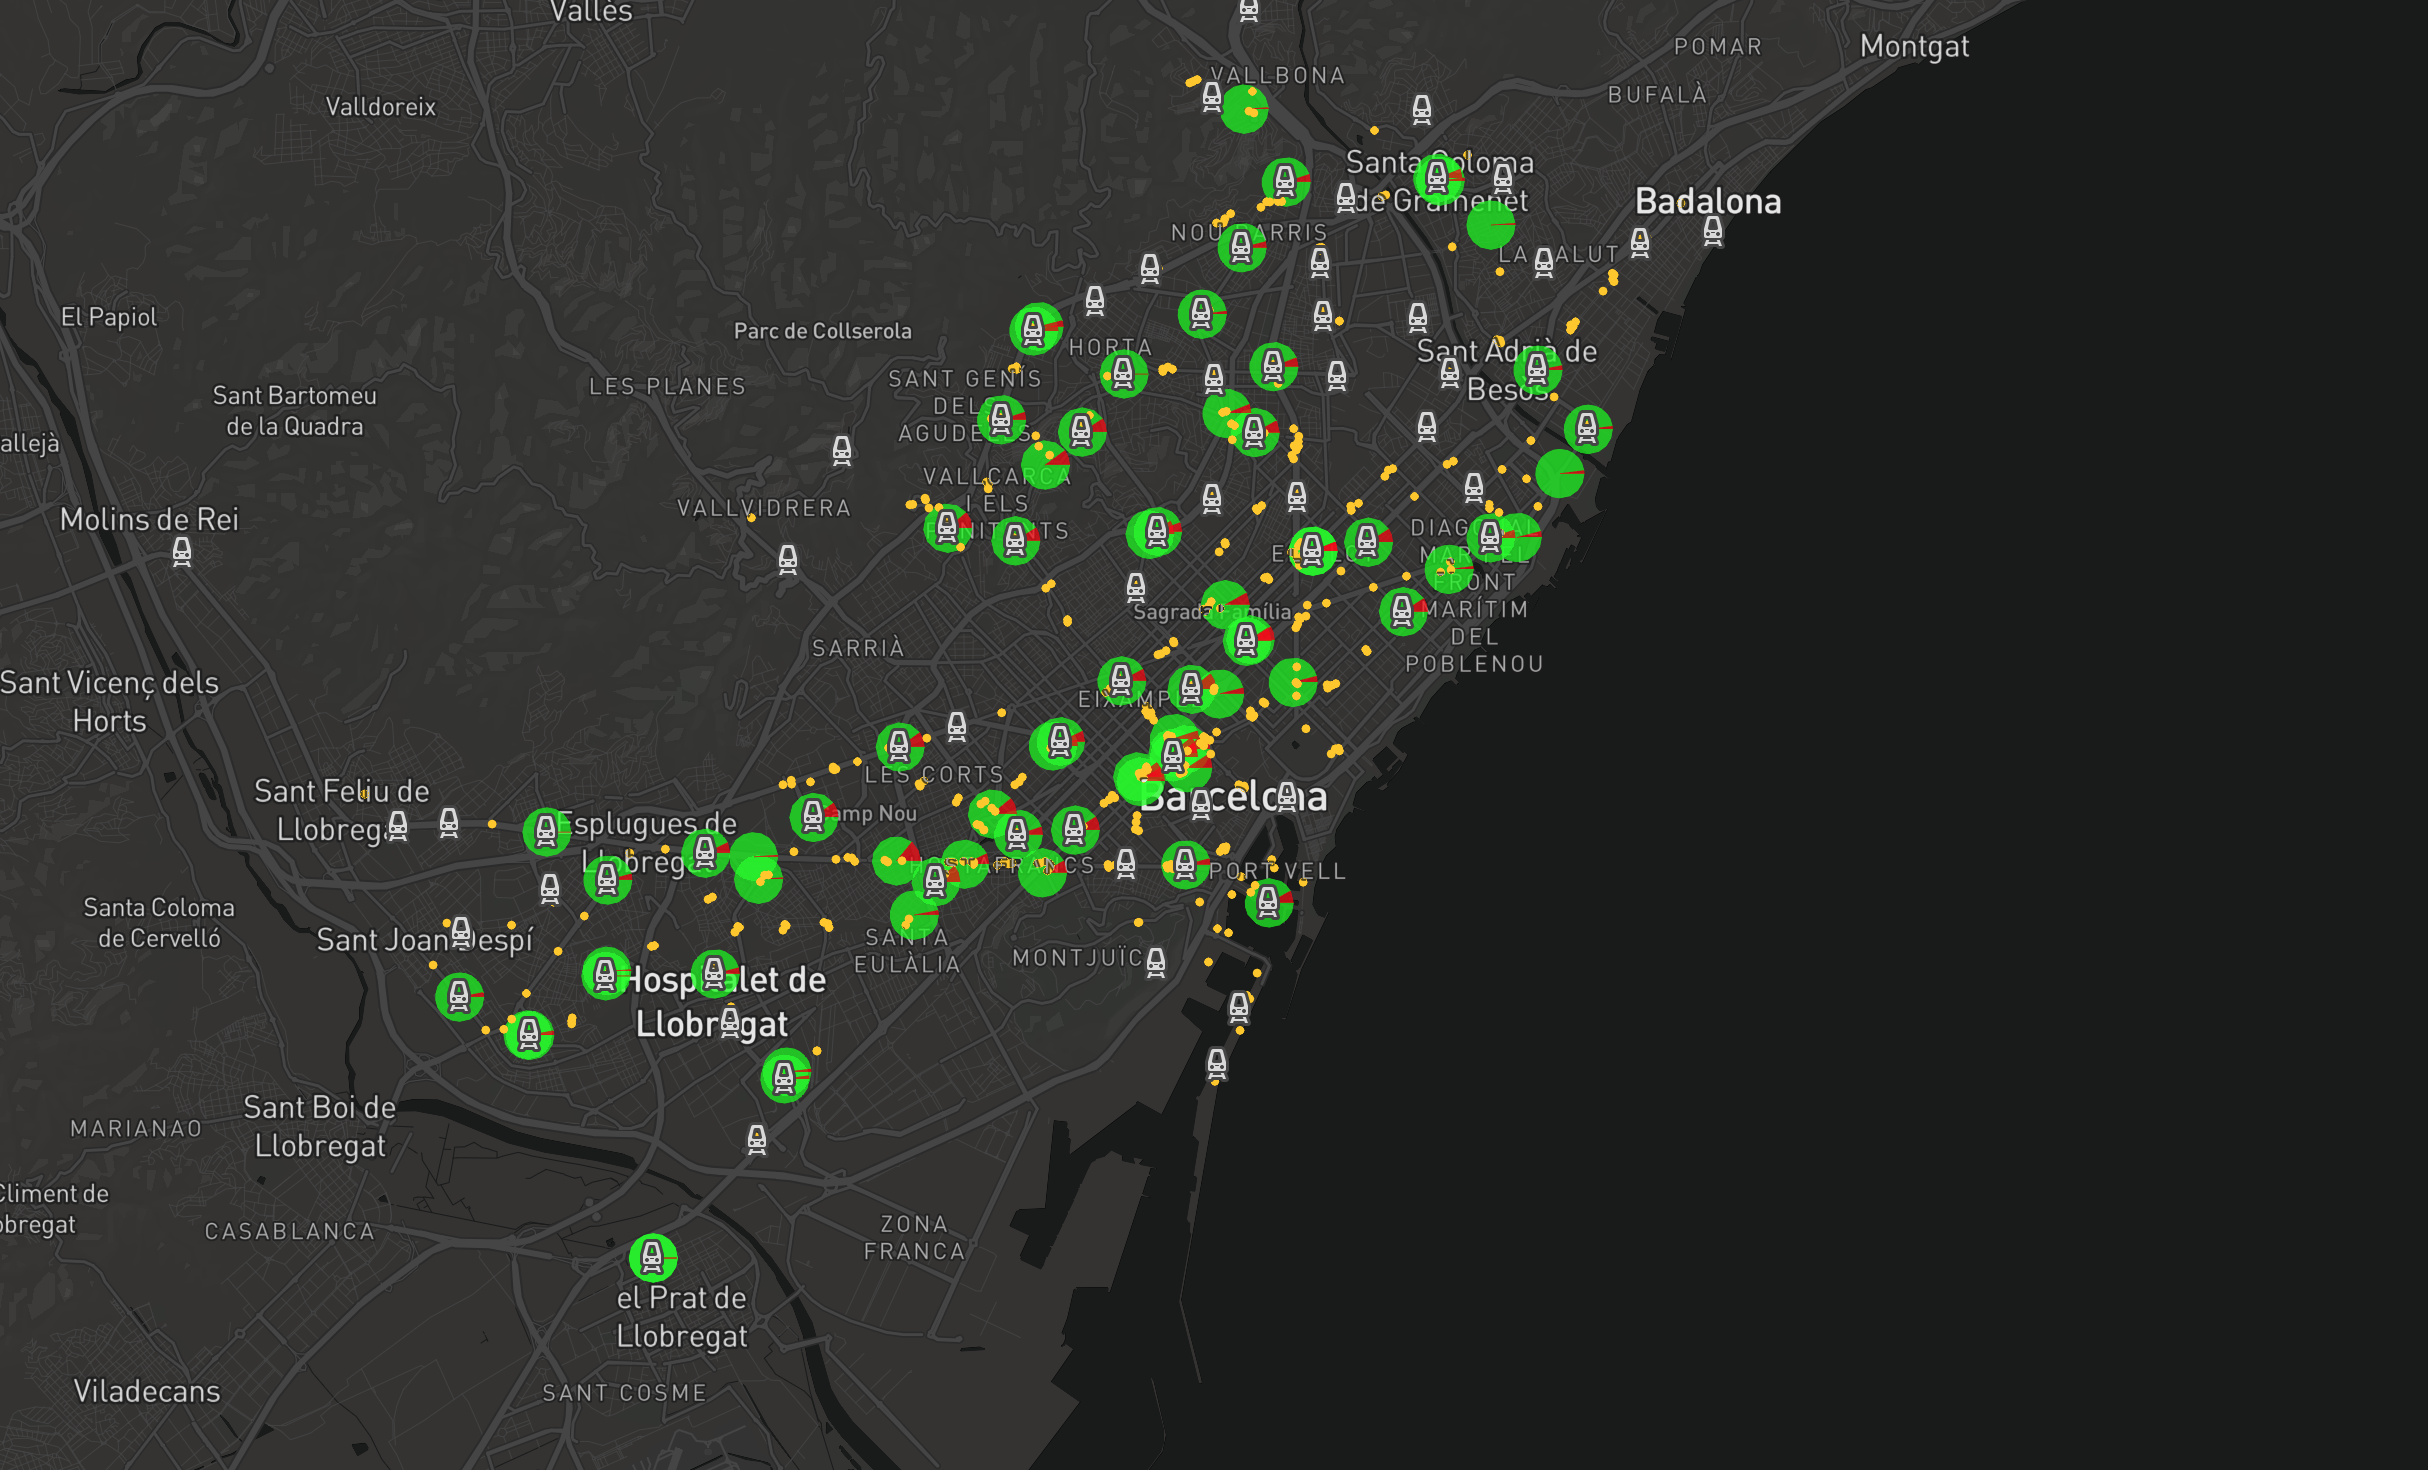 Vallès
Montgat
POMAR
VALLBONA
BUFALÀ
Valldoreix
Santa Coloma
de Gramenet
Badalona
NOU BARRIS
LA SALUT
El Papiol
Parc de Collserola
HORTA
Sant Adrià de
Besòs
LES PLANES
SANT GENÍS
DELS
AGUDELLS
Sant Bartomeu
de la Quadra
allejà
VALLCARCA
I ELS
PENITENTS
VALLVIDRERA
Molins de Rei
DIAGONAL
MAR I EL
FRONT
MARÍTIM
DEL
POBLENOU
Sagrada Família
SARRIÀ
Sant Vicenç dels
Horts
EIXAMPLE
LES CORTS
Sant Feliu de
Llobregat
Barcelona
Camp Nou
Esplugues de
Llobregat
HOSTAFRANCS
PORT VELL
Santa Coloma
de Cervelló
Sant Joan Despí
SANTA
EULÀLIA
MONTJUÏC
Hospitalet de
Llobregat
Sant Boi de
Llobregat
MARIANAO
Climent de
obregat
CASABLANCA
ZONA
FRANCA
el Prat de
Llobregat
Viladecans
SANT COSME